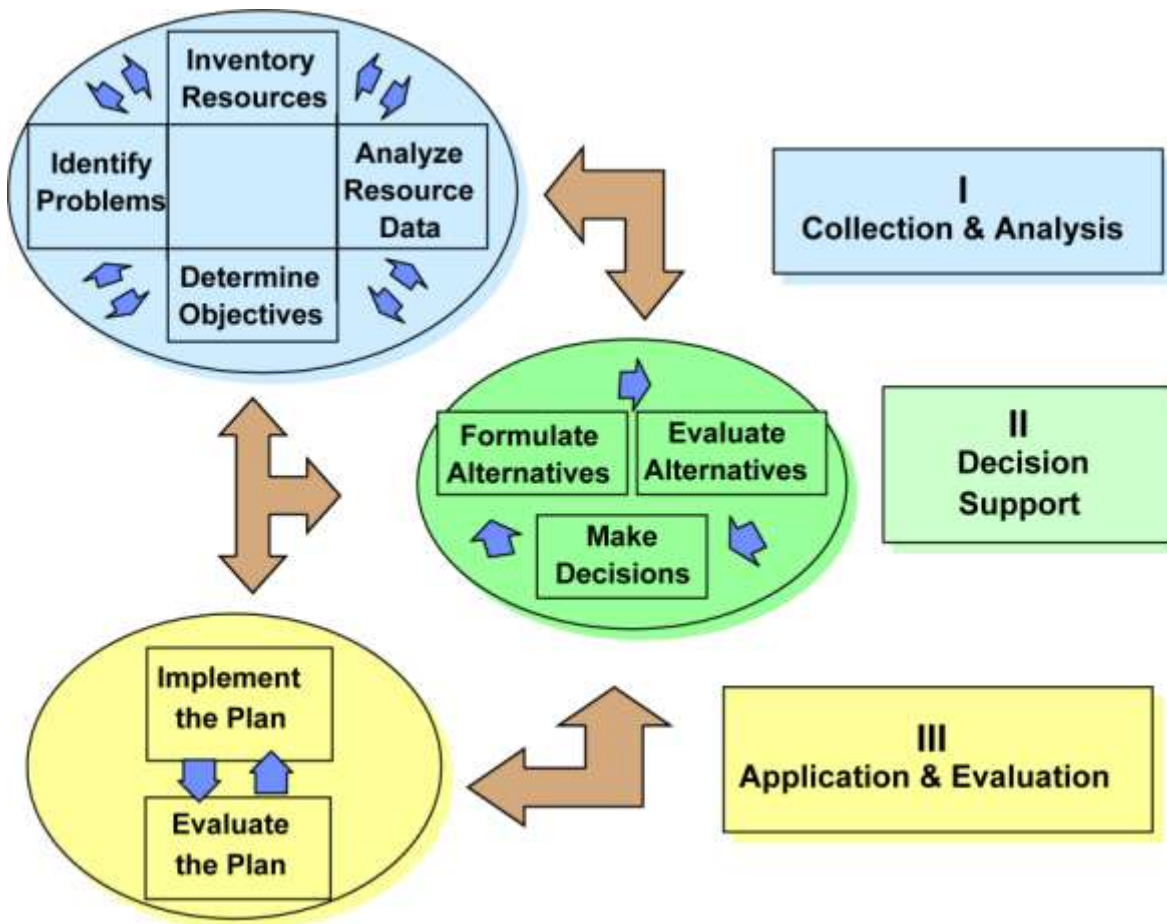 Inventory
Resources
Identify
Problems
Analyze
Resource
Data
Determine
Objectives
I
Collection & Analysis
Formulate
Alternatives
Evaluate
Alternatives
Make
Decisions
II
Decision
Support
Implement
the Plan
Evaluate
the Plan
III
Application & Evaluation